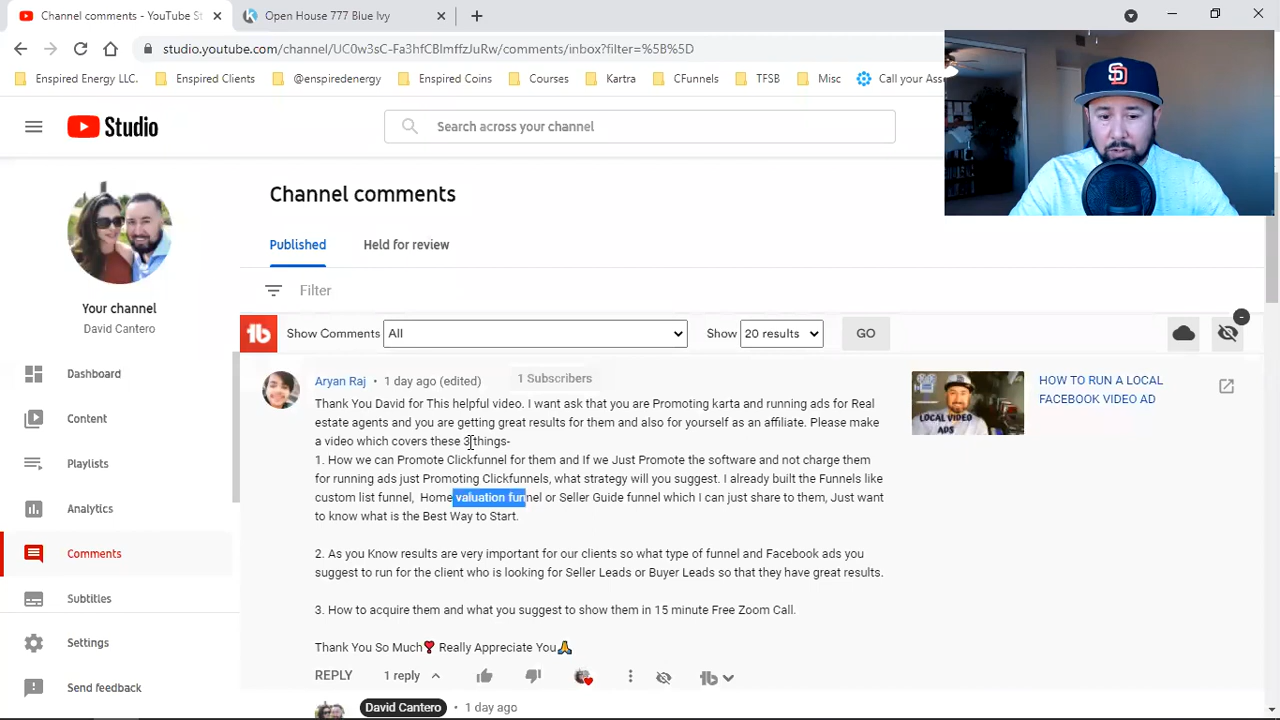 Channel comments - YouTube St
Open House 777 Blue Ivy
studio.youtube.com/channel/UC0w3sC-Fa3hfCBlmffzJuRw/comments/inbox?filter=%5B%5D
Enspired Energy LLC.
Enspired Clients
@enspiredenergy
Inspired Coins
Courses
Kartra
CFunnels
TFSB
Misc
Call your Ass
Studio
Search across your channel
Channel comments
Published
Held for review
Filter
Your channel
David Cantero
Dashboard
Content
Playlists
Analytics
Comments
Subtitles
Settings
Send feedback
Show Comments All Show 20 results GO
Aryan Raj • 1 day ago (edited) 1 Subscribers
Thank You David for This helpful video. I want ask that you are Promoting karta and running ads for Real
estate agents and you are getting great results for them and also for yourself as an affiliate. Please make
a video which covers these 3 things-
1. How we can Promote Clickfunnel for them and If we Just Promote the software and not charge them
for running ads just Promoting Clickfunnels, what strategy will you suggest. I already built the Funnels like
custom list funnel, Home valuation funnel or Seller Guide funnel which I can just share to them, Just want
to know what is the Best Way to Start.
2. As you Know results are very important for our clients so what type of funnel and Facebook ads you
suggest to run for the client who is looking for Seller Leads or Buyer Leads so that they have great results.
3. How to acquire them and what you suggest to show them in 15 minute Free Zoom Call.
Thank You So Much❣️ Really Appreciate You🙏
REPLY 1 reply
David Cantero • 1 day ago
LOCAL VIDEO
ADS
HOW TO RUN A LOCAL
FACEBOOK VIDEO AD